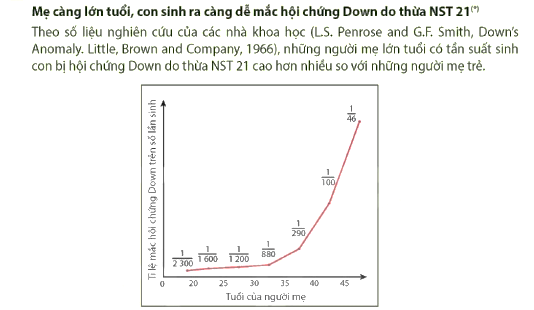 Mẹ càng lớn tuổi, con sinh ra càng dễ mắc hội chứng Down do thừa NST 21(*)
Theo số liệu nghiên cứu của các nhà khoa học (L.S. Penrose and G.F. Smith, Down's
Anomaly. Little, Brown and Company, 1966), những người mẹ lớn tuổi có tần suất sinh
con bị hội chứng Down do thừa NST 21 cao hơn nhiều so với những người mẹ trẻ.
Tỉ lệ mắc hội chứng Down trên số lần sinh
1/46
1/100
1/290
1/880
1/1 200
1/1 600
1/2 300
0 20 25 30 35 40 45
Tuổi của người mẹ